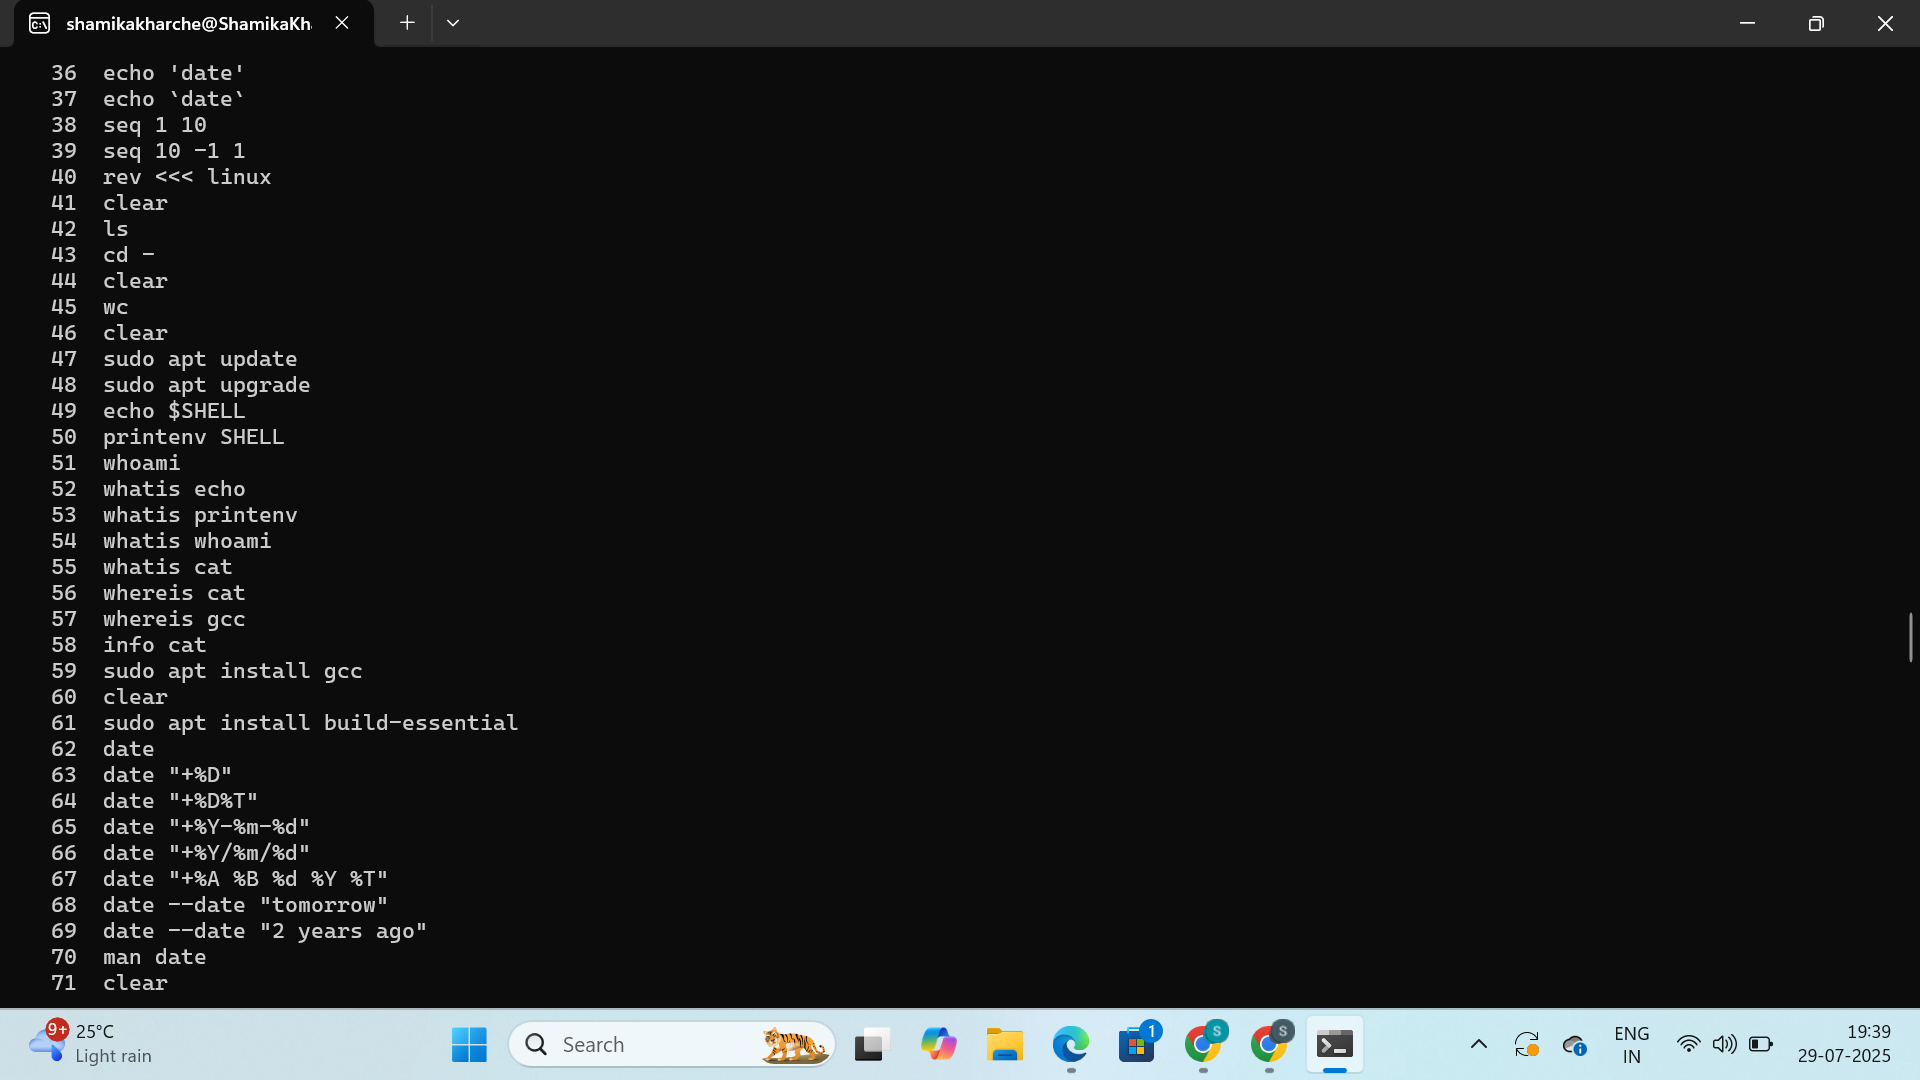 shamikakharche@ShamikaKh
36 echo 'date'
37 echo `date`
38 seq 1 10
39 seq 10 -1 1
40 rev <<< linux
41 clear
42 ls
43 cd -
44 clear
45 wc
46 clear
47 sudo apt update
48 sudo apt upgrade
49 echo $SHELL
50 printenv SHELL
51 whoami
52 whatis echo
53 whatis printenv
54 whatis whoami
55 whatis cat
56 whereis cat
57 whereis gcc
58 info cat
59 sudo apt install gcc
60 clear
61 sudo apt install build-essential
62 date
63 date "+%D"
64 date "+%D%T"
65 date "+%Y-%m-%d"
66 date "+%Y/%m/%d"
67 date "+%A %B %d %Y %T"
68 date --date "tomorrow"
69 date --date "2 years ago"
70 man date
71 clear
9+
25°C
Light rain
Search
1
S
S
ENG
IN
19:39
29-07-2025